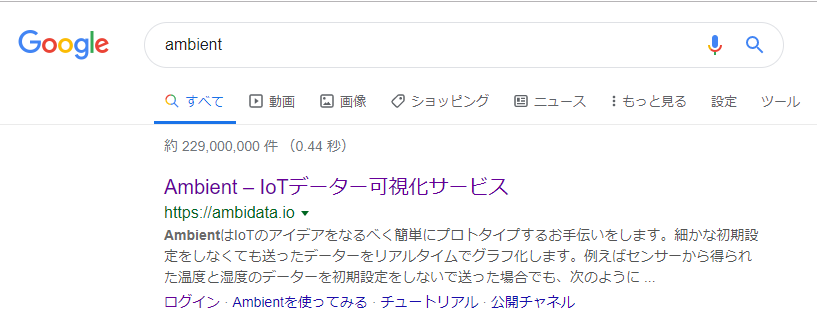 Google
ambient
すべて 動画 画像 ショッピング ニュース もっと見る 設定 ツール
約 229,000,000 件 （0.44 秒）
Ambient – IoTデーター可視化サービス
https://ambidata.io
AmbientはIoTのアイデアをなるべく簡単にプロトタイプするお手伝いをします。細かな初期設
定をしなくても送ったデーターをリアルタイムでグラフ化します。例えばセンサーから得られ
た温度と湿度のデーターを初期設定をしないで送った場合でも、次のように ...
ログイン · Ambientを使ってみる · チュートリアル · 公開チャネル